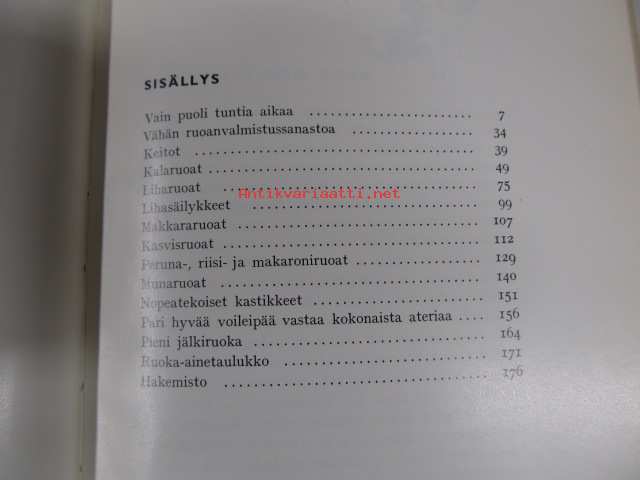 SISÄLLYS
Vain puoli tuntia aikaa ........................ 7
Vähän ruoanvalmistussanastoa .................. 34
Keitot ........................................ 39
Kalaruoat ..................................... 49
Liharuoat ..................................... 75
Antikvariaatti.net
Lihasäilykkeet ................................ 99
Makkararuoat .................................. 107
Kasvisruoat ................................... 112
Peruna-, riisi- ja makaroniruoat .............. 129
Munaruoat ..................................... 140
Nopeatekoiset kastikkeet ...................... 151
Pari hyvää voileipää vastaa kokonaista ateriaa .... 156
Pieni jälkiruoka .............................. 164
Ruoka-ainetaulukko ............................ 171
Hakemisto ..................................... 176